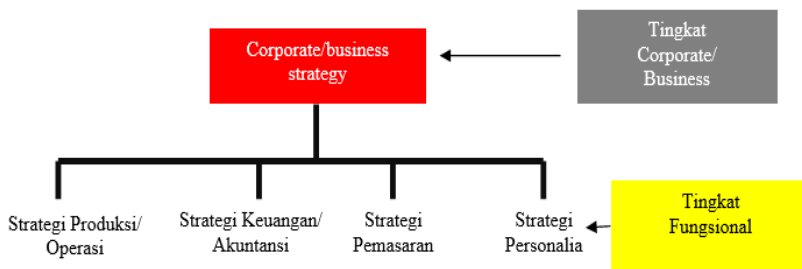 Corporate/business
strategy
Tingkat
Corporate/
Business
Strategi Produksi/
Operasi
Strategi Keuangan/
Akuntansi
Strategi
Pemasaran
Strategi
Personalia
Tingkat
Fungsional